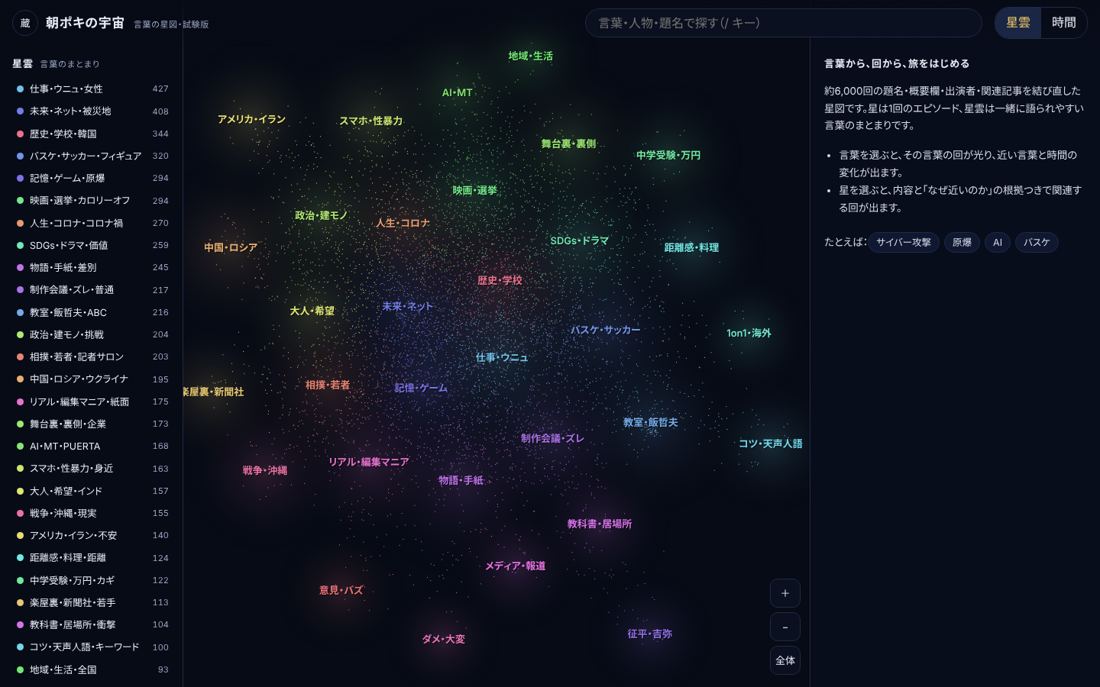 蔵 朝ポキの宇宙 言葉の星図・試験版
言葉・人物・題名で探す(/ キー)
星雲 時間
星雲 言葉のまとまり
仕事・ウニュ・女性 427
未来・ネット・被災地 408
歴史・学校・韓国 344
バスケ・サッカー・フィギュア 320
記憶・ゲーム・原爆 294
映画・選挙・カロリーオフ 294
人生・コロナ・コロナ禍 270
SDGs・ドラマ・価値 259
物語・手紙・差別 245
制作会議・ズレ・普通 217
教室・飯哲夫・ABC 216
政治・建モノ・挑戦 204
相撲・若者・記者サロン 203
中国・ロシア・ウクライナ 195
リアル・編集マニア・紙面 175
舞台裏・裏側・企業 173
AI・MT・PUERTA 168
スマホ・性暴力・身近 163
大人・希望・インド 157
戦争・沖縄・現実 155
アメリカ・イラン・不安 140
距離感・料理・距離 124
中学受験・万円・カギ 122
楽屋裏・新聞社・若手 113
教科書・居場所・衝撃 104
コツ・天声人語・キーワード 100
地域・生活・全国 93
地域・生活
AI・MT
アメリカ・イラン
スマホ・性暴力
舞台裏・裏側
中学受験・万円
映画・選挙
政治・建モノ
人生・コロナ
SDGs・ドラマ
中国・ロシア
距離感・料理
歴史・学校
未来・ネット
大人・希望
バスケ・サッカー
1on1・海外
仕事・ウニュ
相撲・若者
記憶・ゲーム
楽屋裏・新聞社
教室・飯哲夫
制作会議・ズレ
コツ・天声人語
リアル・編集マニア
戦争・沖縄
物語・手紙
教科書・居場所
メディア・報道
意見・バズ
征平・吉弥
ダメ・大変
+
-
全体
言葉から、回から、旅をはじめる
約6,000回の題名・概要欄・出演者・関連記事を結び直した
星図です。星は1回のエピソード、星雲は一緒に語られやすい
言葉のまとまりです。
• 言葉を選ぶと、その言葉の回が光り、近い言葉と時間の
変化が出ます。
• 星を選ぶと、内容と「なぜ近いのか」の根拠つきで関連す
る回が出ます。
たとえば: サイバー攻撃 原爆 AI バスケ